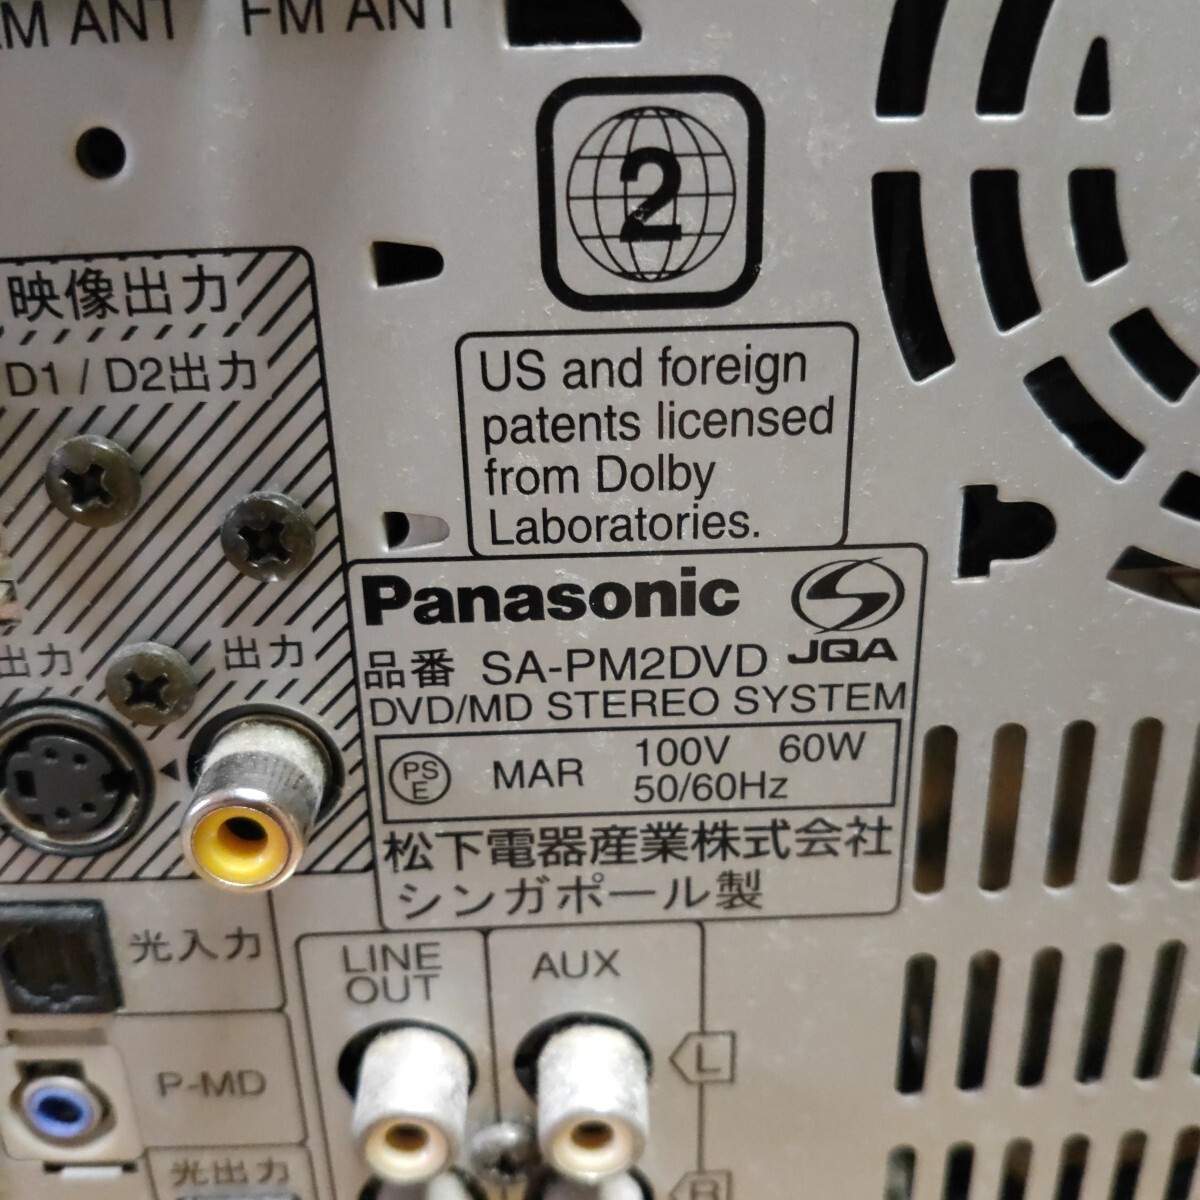 AM ANT FM ANT
2
映像出力
D1 / D2出力
US and foreign
patents licensed
from Dolby
Laboratories.
出力 出力
Panasonic
JQA
品番 SA-PM2DVD
DVD/MD STEREO SYSTEM
PS
E
MAR 100V 60W
50/60Hz
松下電器産業株式会社
シンガポール製
光入力
LINE
OUT
AUX
L
P-MD
光出力
R